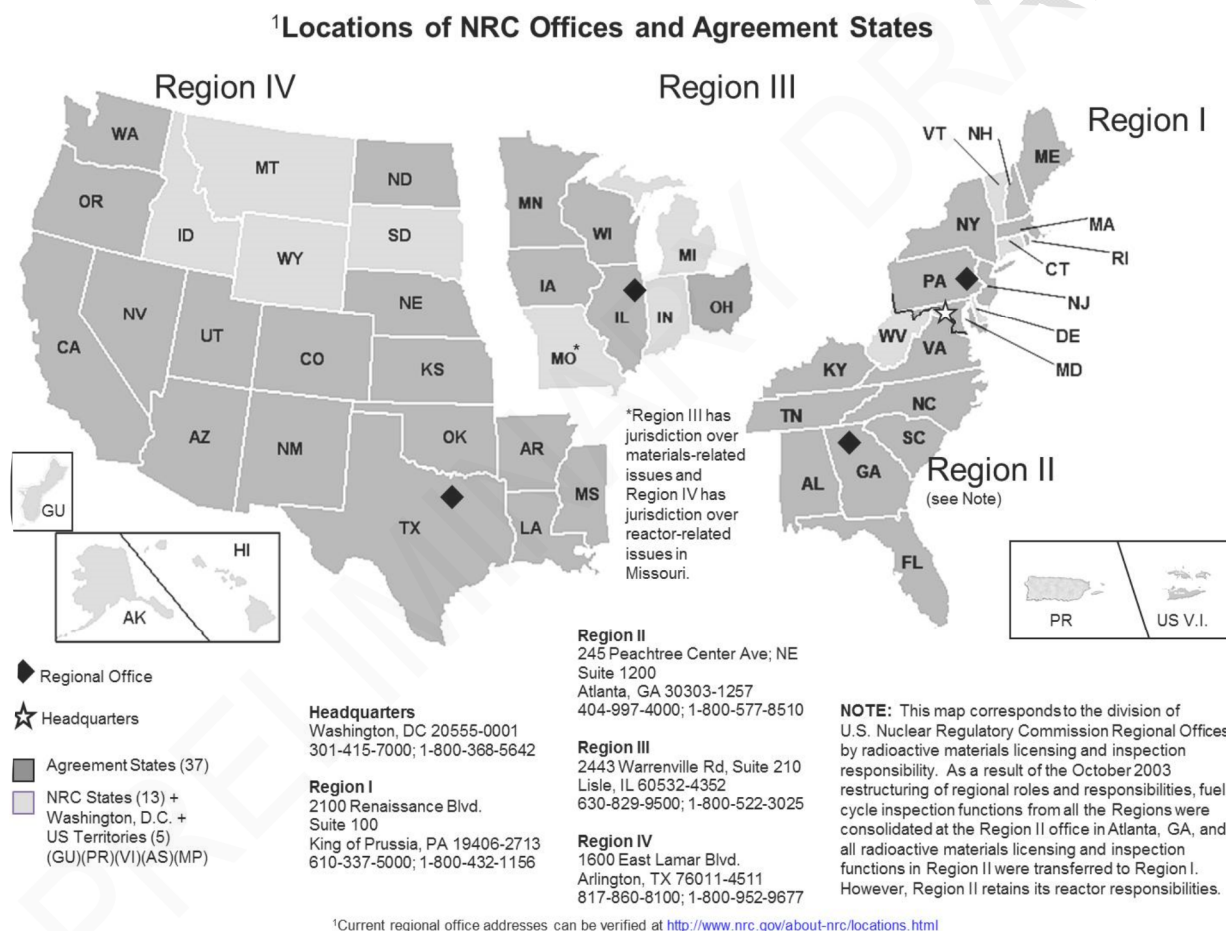 ¹Locations of NRC Offices and Agreement States
Region IV
Region III
Region I
WA
MT
ND
OR
ID
SD
WY
NE
NV
UT
CA
CO
KS
AZ
NM
OK
TX
AR
LA
MS
MN
WI
MI
IA
IL
IN
OH
MO*
*Region III has
jurisdiction over
materials-related
issues and
Region IV has
jurisdiction over
reactor-related
issues in
Missouri.
VT
NH
ME
NY
MA
RI
CT
PA
NJ
DE
MD
WV
VA
KY
NC
TN
SC
AL
GA
FL
Region II
(see Note)
GU
HI
AK
PR
US V.I.
Regional Office
Headquarters
Agreement States (37)
NRC States (13) +
Washington, D.C. +
US Territories (5)
(GU)(PR)(VI)(AS)(MP)
Headquarters
Washington, DC 20555-0001
301-415-7000; 1-800-368-5642
Region I
2100 Renaissance Blvd.
Suite 100
King of Prussia, PA 19406-2713
610-337-5000; 1-800-432-1156
Region II
245 Peachtree Center Ave; NE
Suite 1200
Atlanta, GA 30303-1257
404-997-4000; 1-800-577-8510
Region III
2443 Warrenville Rd, Suite 210
Lisle, IL 60532-4352
630-829-9500; 1-800-522-3025
Region IV
1600 East Lamar Blvd.
Arlington, TX 76011-4511
817-860-8100; 1-800-952-9677
NOTE: This map corresponds to the division of
U.S. Nuclear Regulatory Commission Regional Offices
by radioactive materials licensing and inspection
responsibility. As a result of the October 2003
restructuring of regional roles and responsibilities, fuel
cycle inspection functions from all the Regions were
consolidated at the Region II office in Atlanta, GA, and
all radioactive materials licensing and inspection
functions in Region II were transferred to Region I.
However, Region II retains its reactor responsibilities.
¹Current regional office addresses can be verified at http://www.nrc.gov/about-nrc/locations.html
PRELIMINARY DRA